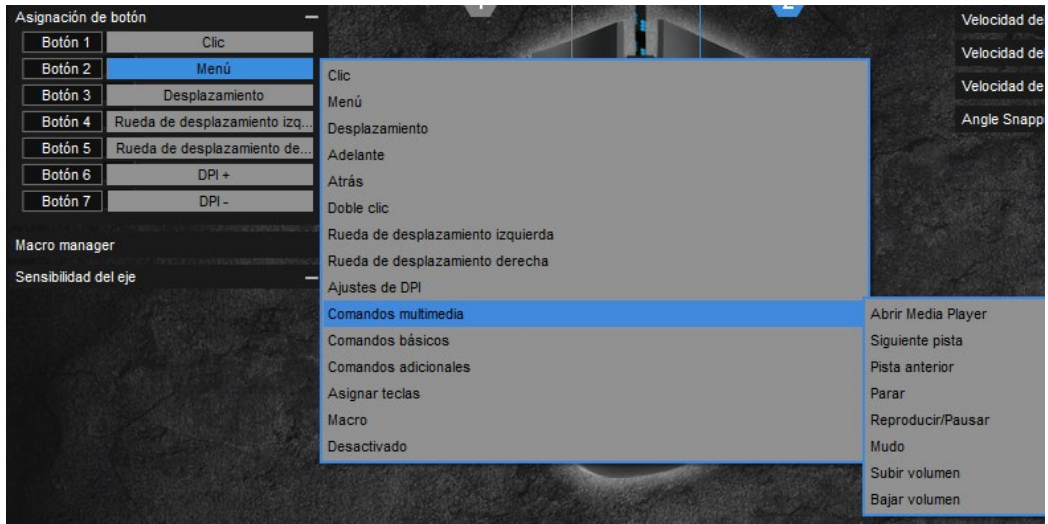 Asignación de botón
Botón 1 Clic
Botón 2 Menú
Botón 3 Desplazamiento
Botón 4 Rueda de desplazamiento izq...
Botón 5 Rueda de desplazamiento de...
Botón 6 DPI +
Botón 7 DPI -
Macro manager
Sensibilidad del eje
1
2
Clic
Menú
Desplazamiento
Adelante
Atrás
Doble clic
Rueda de desplazamiento izquierda
Rueda de desplazamiento derecha
Ajustes de DPI
Comandos multimedia
Comandos básicos
Comandos adicionales
Asignar teclas
Macro
Desactivado
Abrir Media Player
Siguiente pista
Pista anterior
Parar
Reproducir/Pausar
Mudo
Subir volumen
Bajar volumen
Velocidad de
Velocidad de
Velocidad de
Angle Snapp